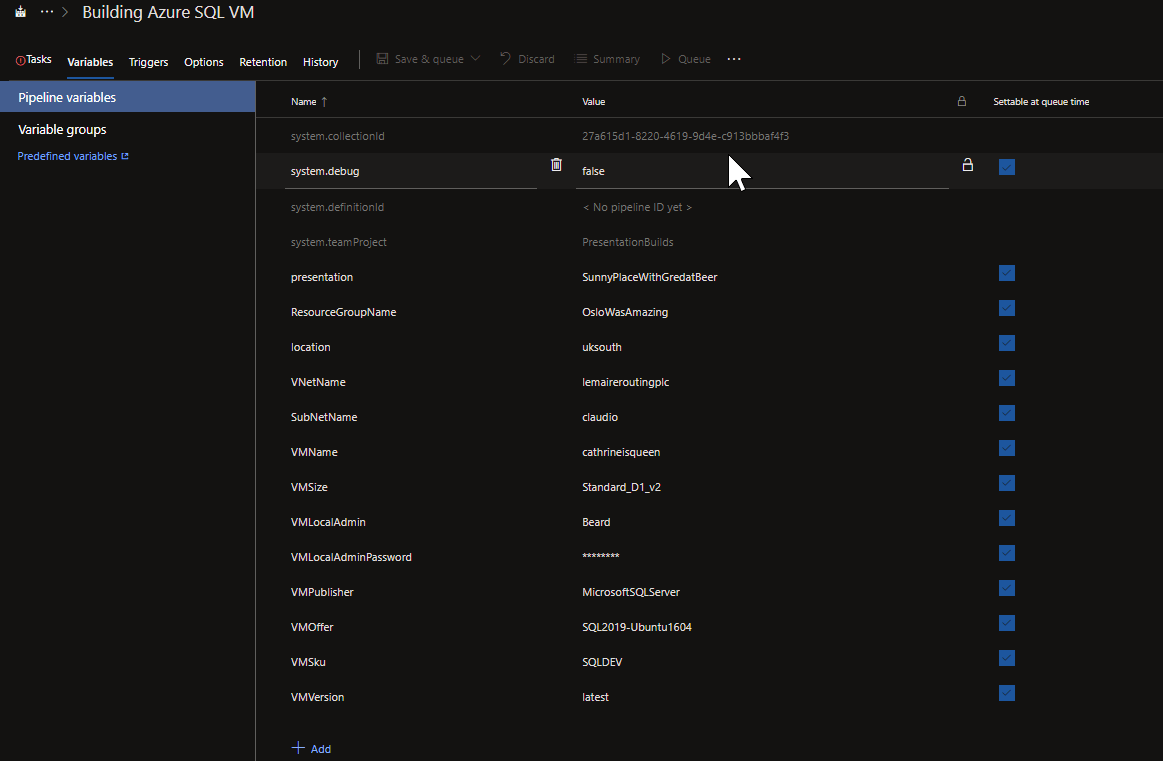 Building Azure SQL VM
Tasks Variables Triggers Options Retention History Save & queue Discard Summary Queue
Pipeline variables
Variable groups
Predefined variables
Name Value Settable at queue time
system.collectionId 27a615d1-8220-4619-9d4e-c913bbbaf4f3
system.debug false
system.definitionId < No pipeline ID yet >
system.teamProject PresentationBuilds
presentation SunnyPlaceWithGredatBeer
ResourceGroupName OsloWasAmazing
location uksouth
VNetName lemaireroutingplc
SubNetName claudio
VMName cathrineisqueen
VMSize Standard_D1_v2
VMLocalAdmin Beard
VMLocalAdminPassword ********
VMPublisher MicrosoftSQLServer
VMOffer SQL2019-Ubuntu1604
VMSku SQLDEV
VMVersion latest
Add